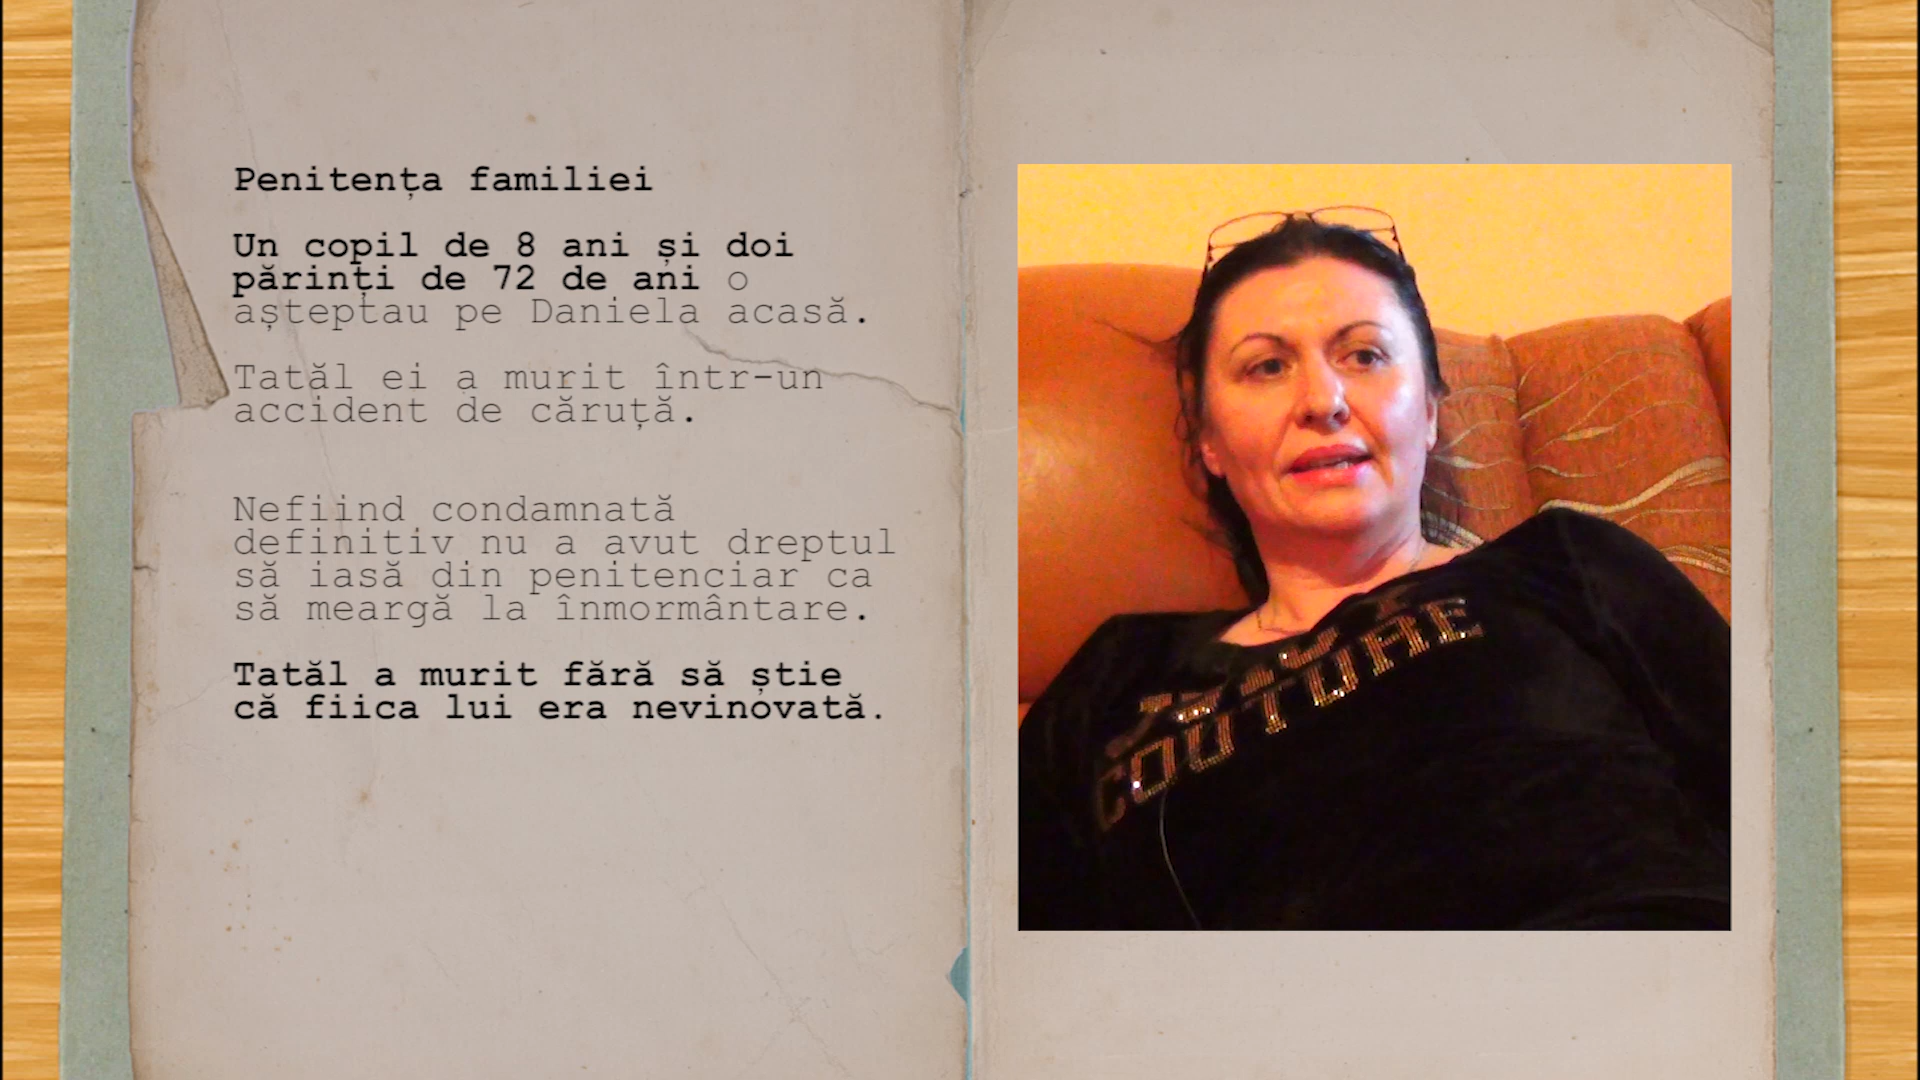 Penitența familiei
Un copil de 8 ani și doi
părinți de 72 de ani o
așteptau pe Daniela acasă.
Tatăl ei a murit într-un
accident de căruță.
Nefiind condamnată
definitiv nu a avut dreptul
să iasă din penitenciar ca
să meargă la înmormântare.
Tatăl a murit fără să știe
că fiica lui era nevinovată.
COUTURE